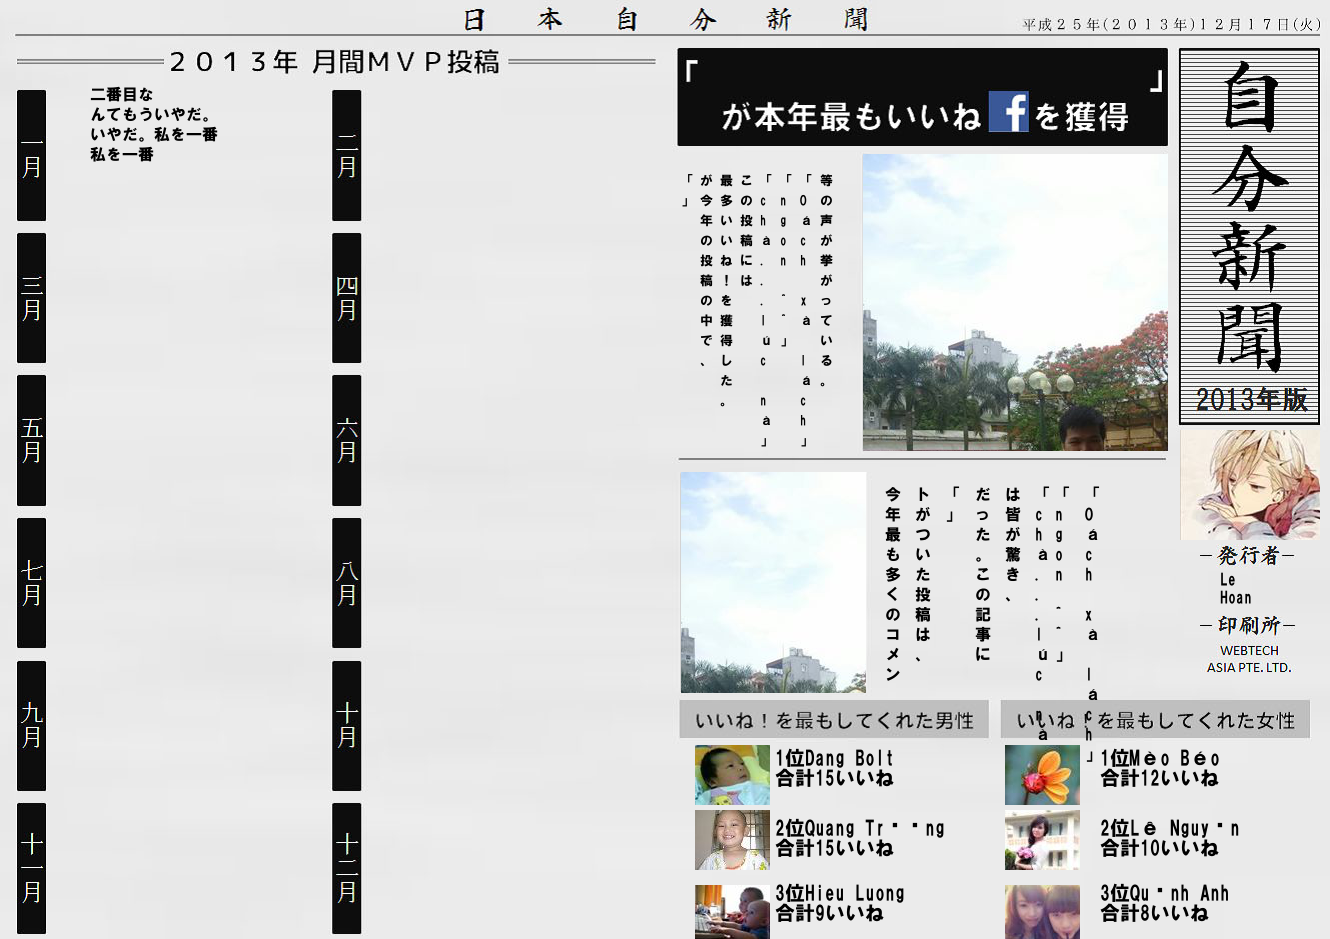 日本自分新聞
平成２５年(２０１３年)１２月１７日(火)
２０１３年 月間ＭＶＰ投稿
一月
二番目な
んてもういやだ。
いやだ。私を一番
私を一番
二月
三月
四月
五月
六月
七月
八月
九月
十月
十一月
十二月
「
」
が本年最もいいね f を獲得
自分新聞
2013年版
等の声が挙がっている。
「Oách xà lách」
「ngon ^^」
「chà...lúc nà」
この投稿には
最多いいね！を獲得した。
が今年の投稿の中で、
「」
「Oách xà lách」
「ngon ^^」
「chà...lúc nà
は皆が驚き、
だった。この記事に
「」
トがついた投稿は、
今年最も多くのコメン
－発行者－
Le
Hoan
－印刷所－
WEBTECH
ASIA PTE. LTD.
いいね！を最もしてくれた男性
1位Dang Bolt
合計15いいね
2位Quang Tr・・ng
合計15いいね
3位Hieu Luong
合計9いいね
いいね！を最もしてくれた女性
1位Mèo Béo
合計12いいね
2位Lê Nguy・n
合計10いいね
3位Qu・nh Anh
合計8いいね